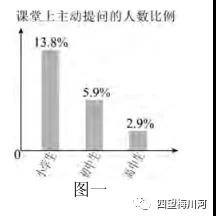 课堂上主动提问的人数比例
13.8%
5.9%
2.9%
0
小学生
初中生
高中生
图一
四望梅川河